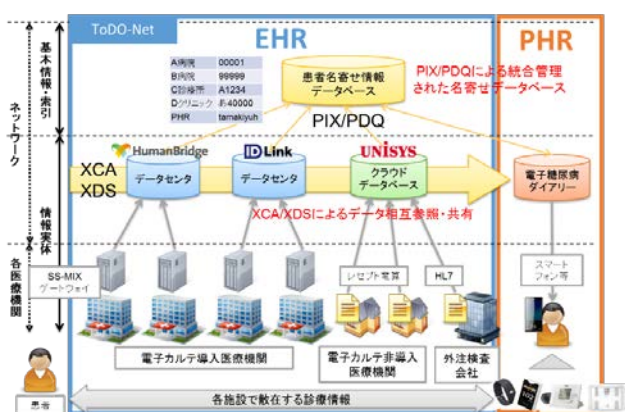 ToDO-Net
EHR
PHR
基本情報・索引
ネットワーク
情報実体
各医療機関
A病院 00001
B病院 99999
C診療所 A1234
Dクリニック あ40000
PHR tamakiyuh
患者名寄せ情報
データベース
PIX/PDQによる統合管理
された名寄せデータベース
PIX/PDQ
HumanBridge
IDLink
UNISYS
XCA
XDS
データセンタ
データセンタ
クラウド
データベース
電子糖尿病
ダイアリー
XCA/XDSによるデータ相互参照・共有
SS-MIX
ゲートウェイ
レセプト電算
HL7
スマート
フォン等
電子カルテ導入医療機関
電子カルテ非導入
医療機関
外注検査
会社
患者
各施設で散在する診療情報